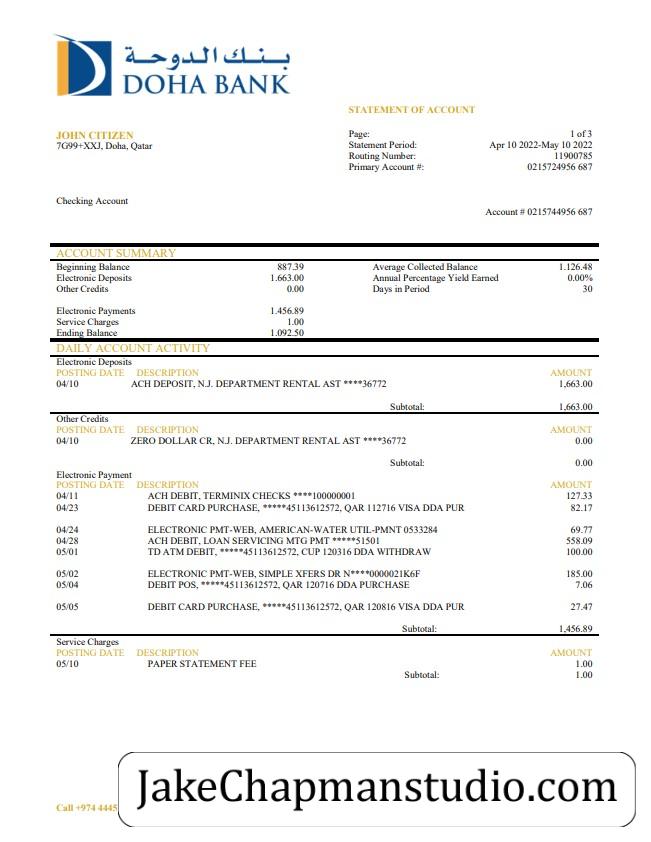 بنك الدوحة
DOHA BANK
STATEMENT OF ACCOUNT
JOHN CITIZEN
7G99+XXJ, Doha, Qatar
Page: 1 of 3
Statement Period: Apr 10 2022-May 10 2022
Routing Number: 11900785
Primary Account #: 0215724956 687
Checking Account
Account # 0215744956 687
ACCOUNT SUMMARY
Beginning Balance 887.39 Average Collected Balance 1.126.48
Electronic Deposits 1.663.00 Annual Percentage Yield Earned 0.00%
Other Credits 0.00 Days in Period 30
Electronic Payments 1.456.89
Service Charges 1.00
Ending Balance 1.092.50
DAILY ACCOUNT ACTIVITY
Electronic Deposits
POSTING DATE DESCRIPTION AMOUNT
04/10 ACH DEPOSIT, N.J. DEPARTMENT RENTAL AST ****36772 1,663.00
Subtotal: 1,663.00
Other Credits
POSTING DATE DESCRIPTION AMOUNT
04/10 ZERO DOLLAR CR, N.J. DEPARTMENT RENTAL AST ****36772 0.00
Subtotal: 0.00
Electronic Payment
POSTING DATE DESCRIPTION AMOUNT
04/11 ACH DEBIT, TERMINIX CHECKS ****100000001 127.33
04/23 DEBIT CARD PURCHASE, *****45113612572, QAR 112716 VISA DDA PUR 82.17
04/24 ELECTRONIC PMT-WEB, AMERICAN-WATER UTIL-PMNT 0533284 69.77
04/28 ACH DEBIT, LOAN SERVICING MTG PMT *****51501 558.09
05/01 TD ATM DEBIT, *****45113612572, CUP 120316 DDA WITHDRAW 100.00
05/02 ELECTRONIC PMT-WEB, SIMPLE XFERS DR N****0000021K6F 185.00
05/04 DEBIT POS, *****45113612572, QAR 120716 DDA PURCHASE 7.06
05/05 DEBIT CARD PURCHASE, *****45113612572, QAR 120816 VISA DDA PUR 27.47
Subtotal: 1,456.89
Service Charges
POSTING DATE DESCRIPTION AMOUNT
05/10 PAPER STATEMENT FEE 1.00
Subtotal: 1.00
Call +974 4445
JakeChapmanstudio.com